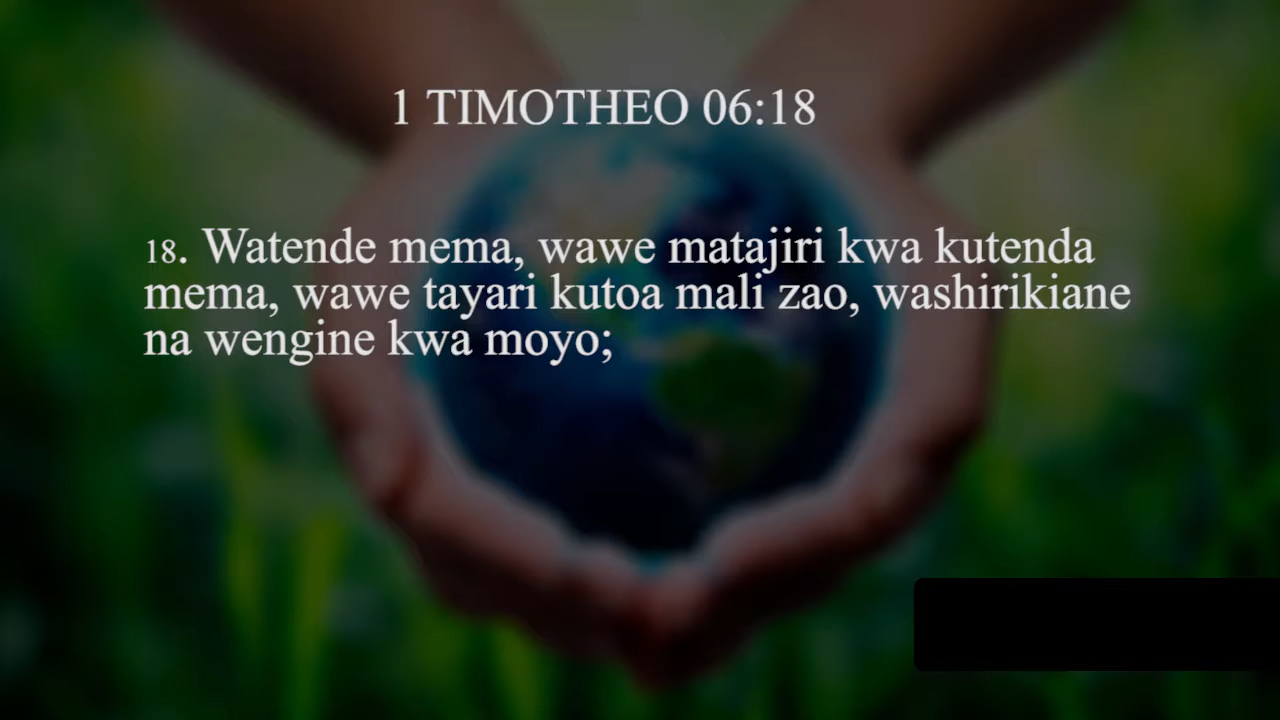 1 TIMOTHEO 06:18
18. Watende mema, wawe matajiri kwa kutenda
mema, wawe tayari kutoa mali zao, washirikiane
na wengine kwa moyo;